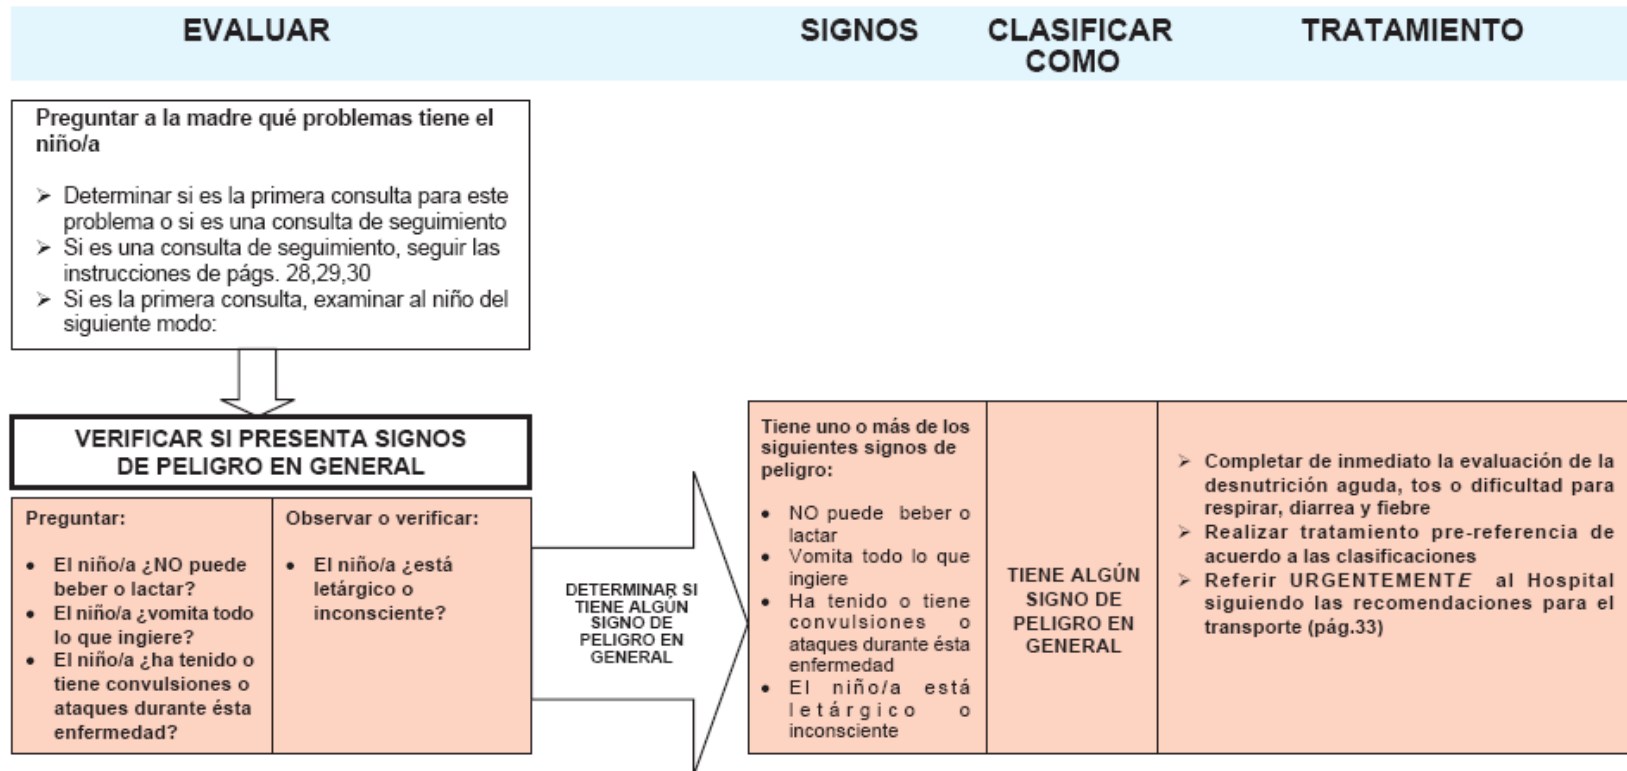 EVALUAR
SIGNOS
CLASIFICAR
COMO
TRATAMIENTO
Preguntar a la madre qué problemas tiene el
niño/a
➢ Determinar si es la primera consulta para este
problema o si es una consulta de seguimiento
➢ Si es una consulta de seguimiento, seguir las
instrucciones de págs. 28,29,30
➢ Si es la primera consulta, examinar al niño del
siguiente modo:
VERIFICAR SI PRESENTA SIGNOS
DE PELIGRO EN GENERAL
Preguntar:
• El niño/a ¿NO puede
beber o lactar?
• El niño/a ¿vomita todo
lo que ingiere?
• El niño/a ¿ha tenido o
tiene convulsiones o
ataques durante ésta
enfermedad?
Observar o verificar:
• El niño/a ¿está
letárgico o
inconsciente?
DETERMINAR SI
TIENE ALGÚN
SIGNO DE
PELIGRO EN
GENERAL
Tiene uno o más de los
siguientes signos de
peligro:
• NO puede beber o
lactar
• Vomita todo lo que
ingiere
• Ha tenido o tiene
convulsiones o
ataques durante ésta
enfermedad
• El niño/a está
letárgico o
inconsciente
TIENE ALGÚN
SIGNO DE
PELIGRO EN
GENERAL
➢ Completar de inmediato la evaluación de la
desnutrición aguda, tos o dificultad para
respirar, diarrea y fiebre
➢ Realizar tratamiento pre-referencia de
acuerdo a las clasificaciones
➢ Referir URGENTEMENTE al Hospital
siguiendo las recomendaciones para el
transporte (pág.33)